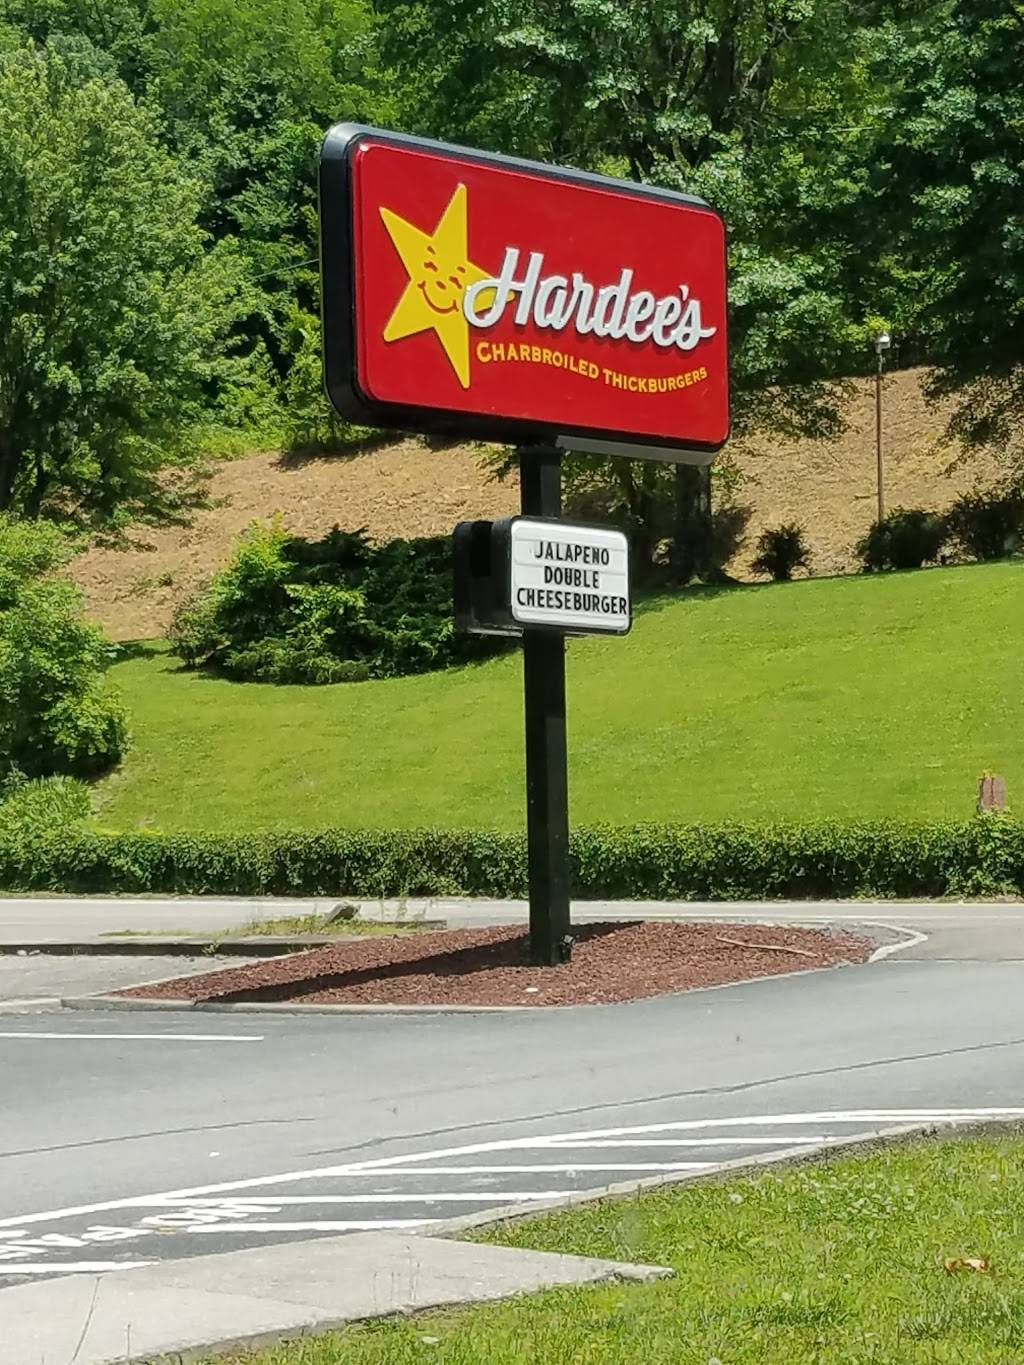 Hardee's
CHARBROILED THICKBURGERS
JALAPENO
DOUBLE
CHEESEBURGER